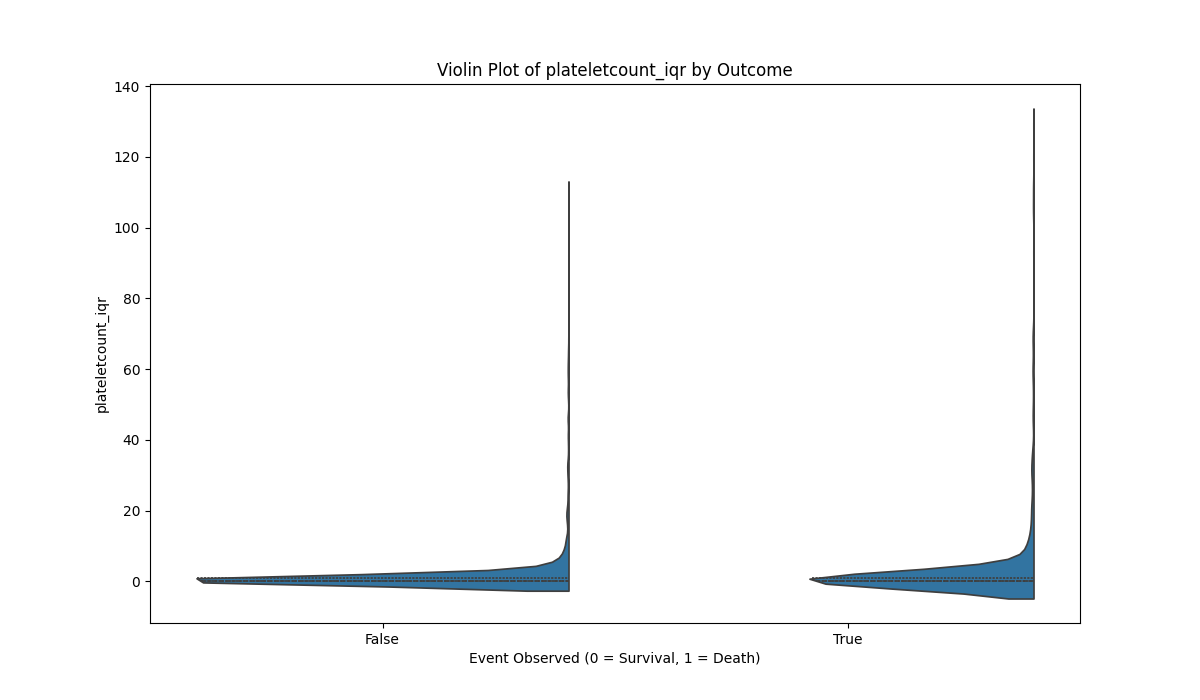 Violin Plot of plateletcount_iqr by Outcome
140
120
100
80
60
40
20
0
plateletcount_iqr
False
True
Event Observed (0 = Survival, 1 = Death)